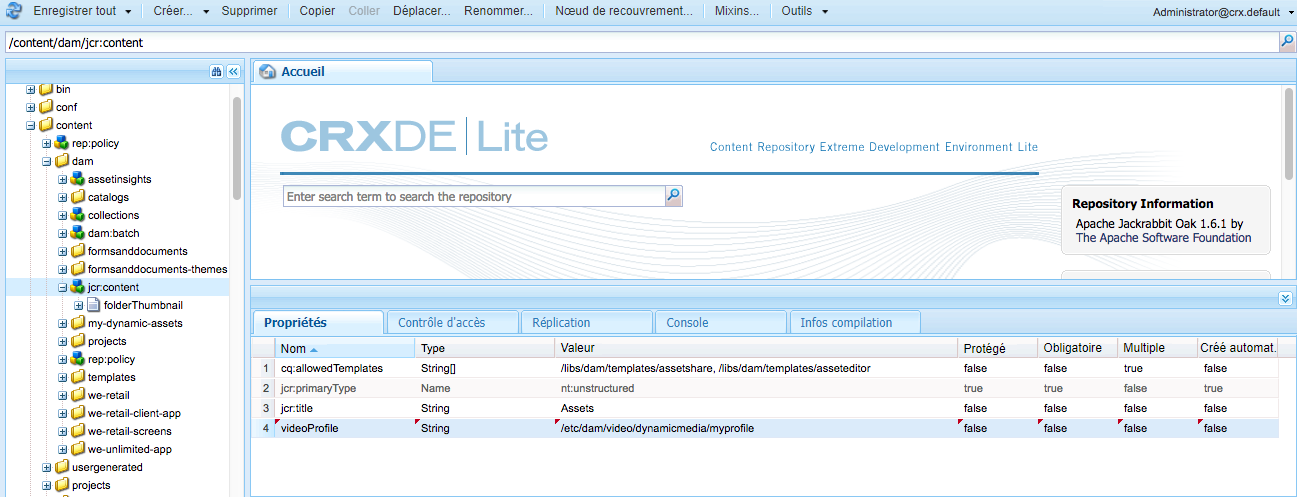 Enregistrer tout Créer... Supprimer Copier Coller Déplacer... Renommer... Nœud de recouvrement... Mixins... Outils Administrator@crx.default
/content/dam/jcr:content
bin
conf
content
rep:policy
dam
assetinsights
catalogs
collections
dam:batch
formsanddocuments
formsanddocuments-themes
jcr:content
folderThumbnail
my-dynamic-assets
projects
rep:policy
templates
we-retail
we-retail-client-app
we-retail-screens
we-unlimited-app
usergenerated
projects
Accueil
CRXDE Lite
Content Repository Extreme Development Environment Lite
Enter search term to search the repository
Repository Information
Apache Jackrabbit Oak 1.6.1 by
The Apache Software Foundation
Propriétés Contrôle d'accès Réplication Console Infos compilation
Nom Type Valeur Protégé Obligatoire Multiple Créé automat.
1 cq:allowedTemplates String[] /libs/dam/templates/assetshare, /libs/dam/templates/asseteditor false false true false
2 jcr:primaryType Name nt:unstructured true true false true
3 jcr:title String Assets false false false false
4 videoProfile String /etc/dam/video/dynamicmedia/myprofile false false false false